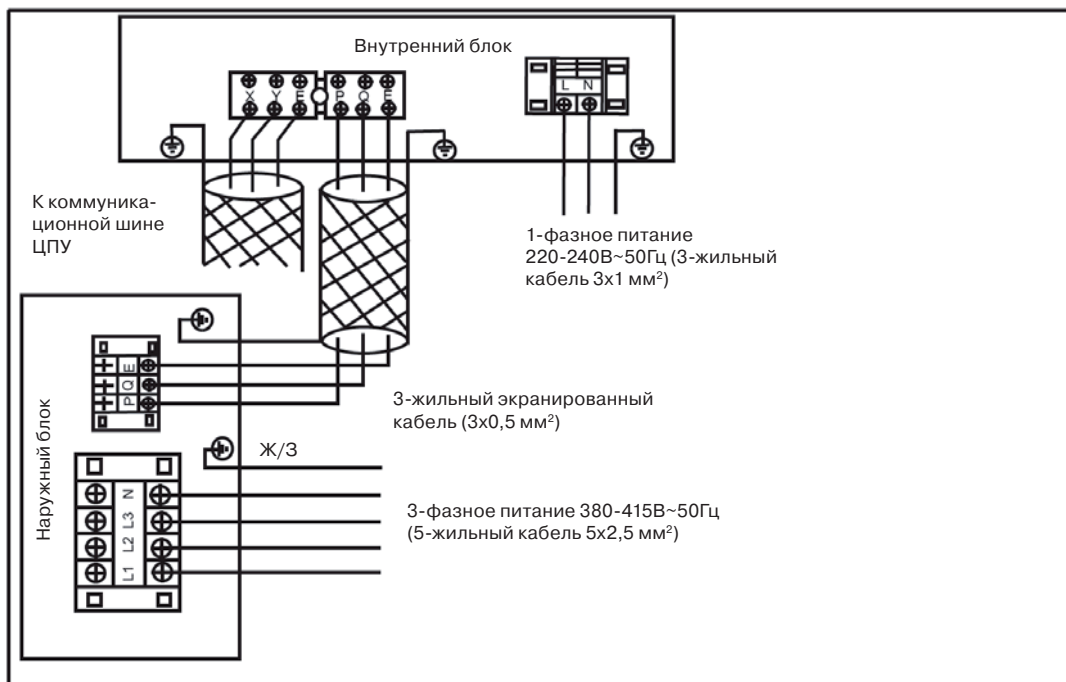 Внутренний блок
X Y E P Q E
L N
К коммуника-
ционной шине
ЦПУ
1-фазное питание
220-240В~50Гц (3-жильный
кабель 3х1 мм²)
Наружный блок
P Q E
3-жильный экранированный
кабель (3х0,5 мм²)
Ж/З
L1 L2 L3 N
3-фазное питание 380-415В~50Гц
(5-жильный кабель 5х2,5 мм²)